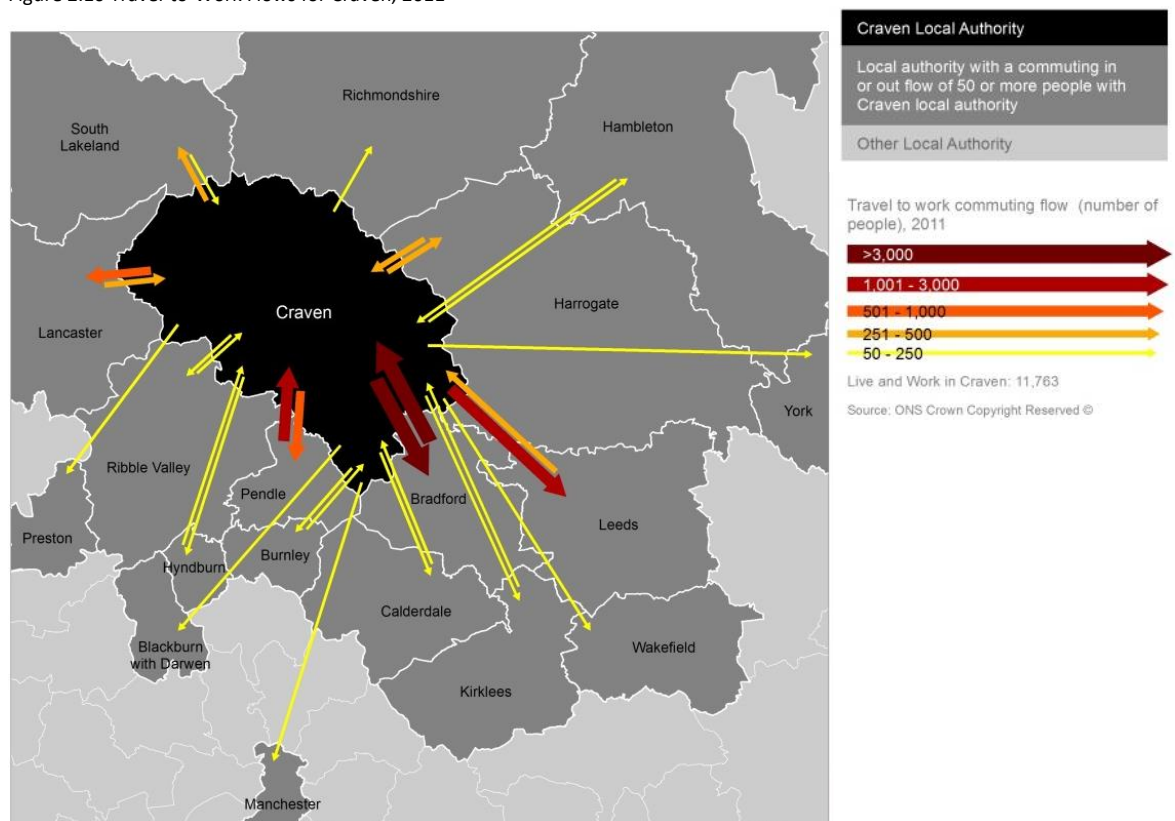 Craven Local Authority
Local authority with a commuting in
or out flow of 50 or more people with
Craven local authority
Other Local Authority
Travel to work commuting flow (number of
people), 2011
>3,000
1,001 - 3,000
501 - 1,000
251 - 500
50 - 250
Live and Work in Craven: 11,763
Source: ONS Crown Copyright Reserved ©
Richmondshire
South
Lakeland
Hambleton
Craven
Harrogate
Lancaster
York
Ribble Valley
Pendle
Bradford
Leeds
Preston
Hyndburn
Burnley
Calderdale
Blackburn
with Darwen
Wakefield
Kirklees
Manchester